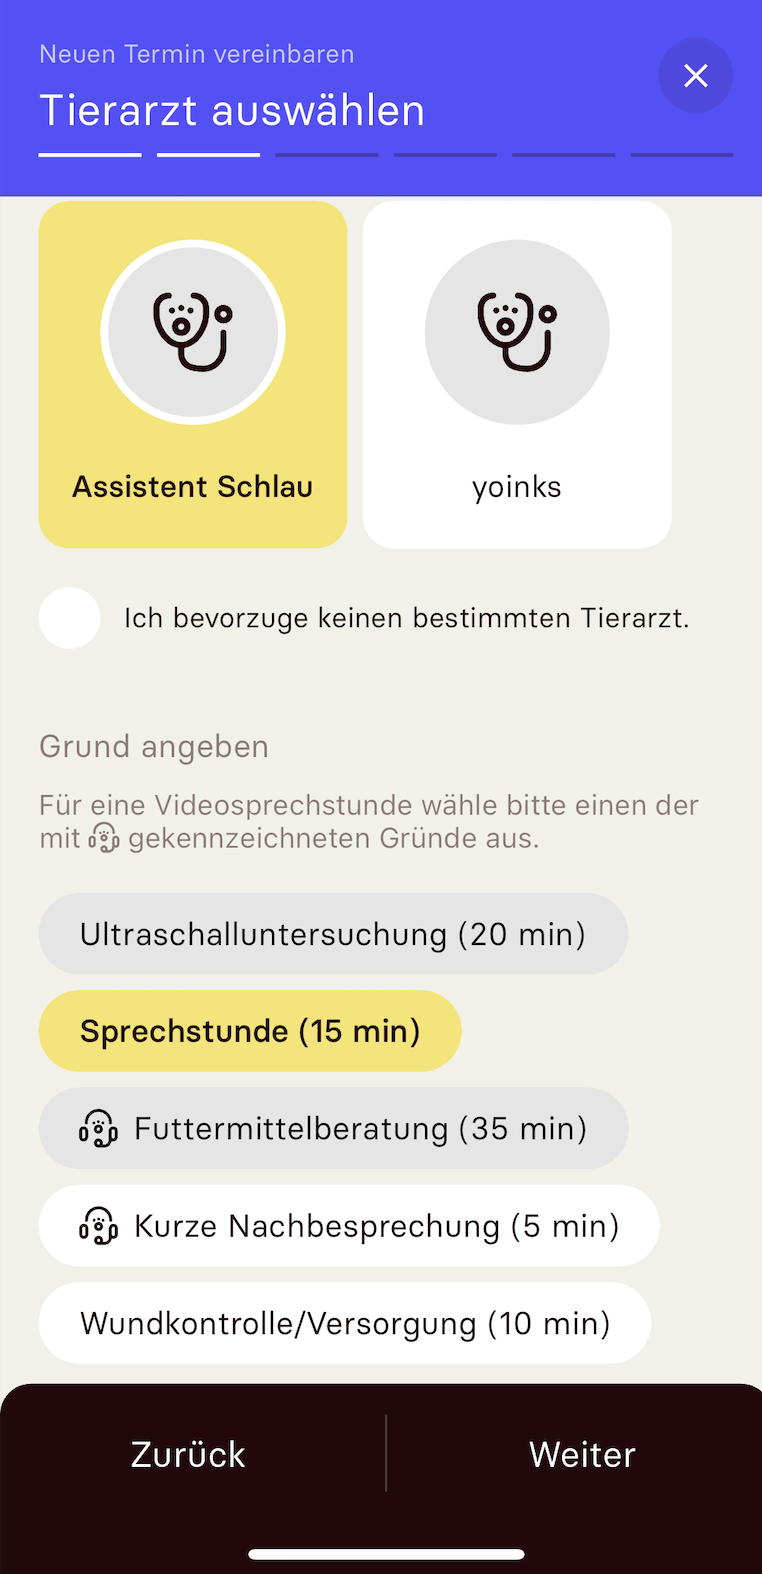 Neuen Termin vereinbaren
Tierarzt auswählen
Assistent Schlau
yoinks
Ich bevorzuge keinen bestimmten Tierarzt.
Grund angeben
Für eine Videosprechstunde wähle bitte einen der
mit gekennzeichneten Gründe aus.
Ultraschalluntersuchung (20 min)
Sprechstunde (15 min)
Futtermittelberatung (35 min)
Kurze Nachbesprechung (5 min)
Wundkontrolle/Versorgung (10 min)
Zurück
Weiter